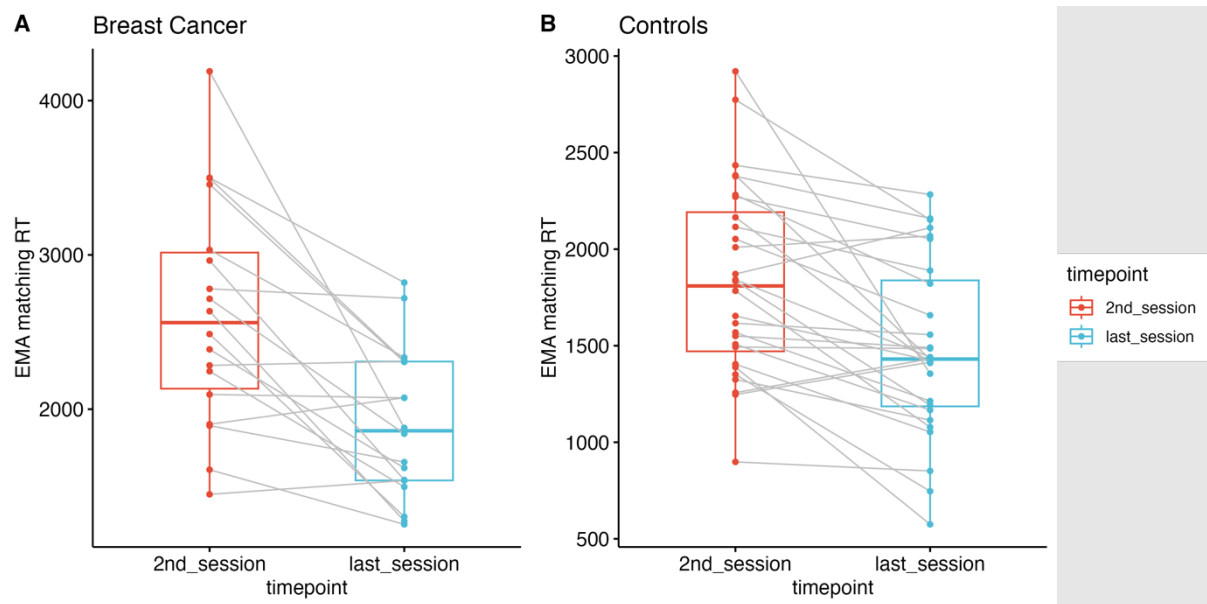 A Breast Cancer
EMA matching RT
4000
3000
2000
2nd_session last_session
timepoint
B Controls
EMA matching RT
3000
2500
2000
1500
1000
500
2nd_session last_session
timepoint
timepoint
2nd_session
last_session